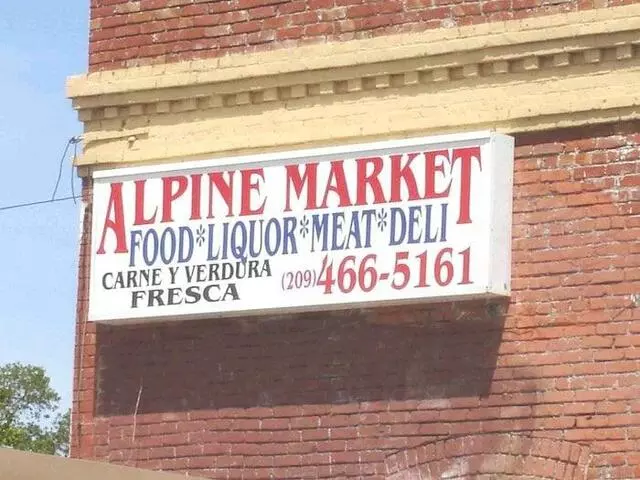 ALPINE MARKET
FOOD*LIQUOR*MEAT*DELI
CARNE Y VERDURA
FRESCA
(209)466-5161